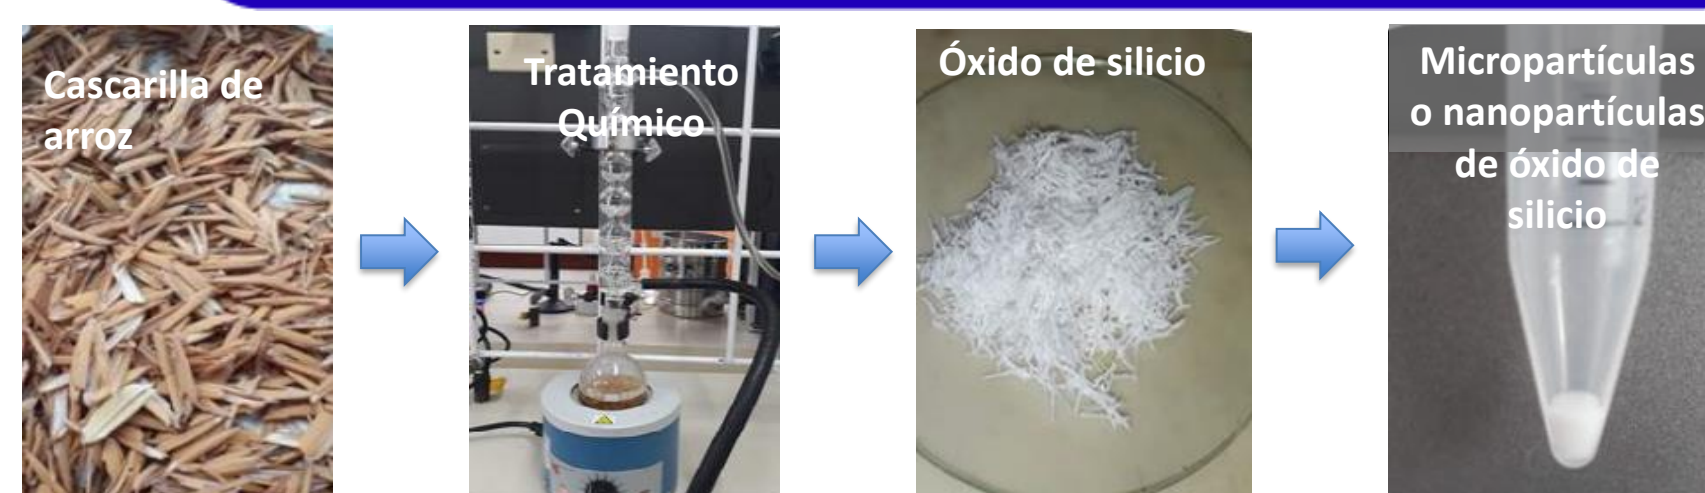 Cascarilla de
arroz
Tratamiento
Químico
Óxido de silicio
Micropartículas
o nanopartículas
de óxido de
silicio